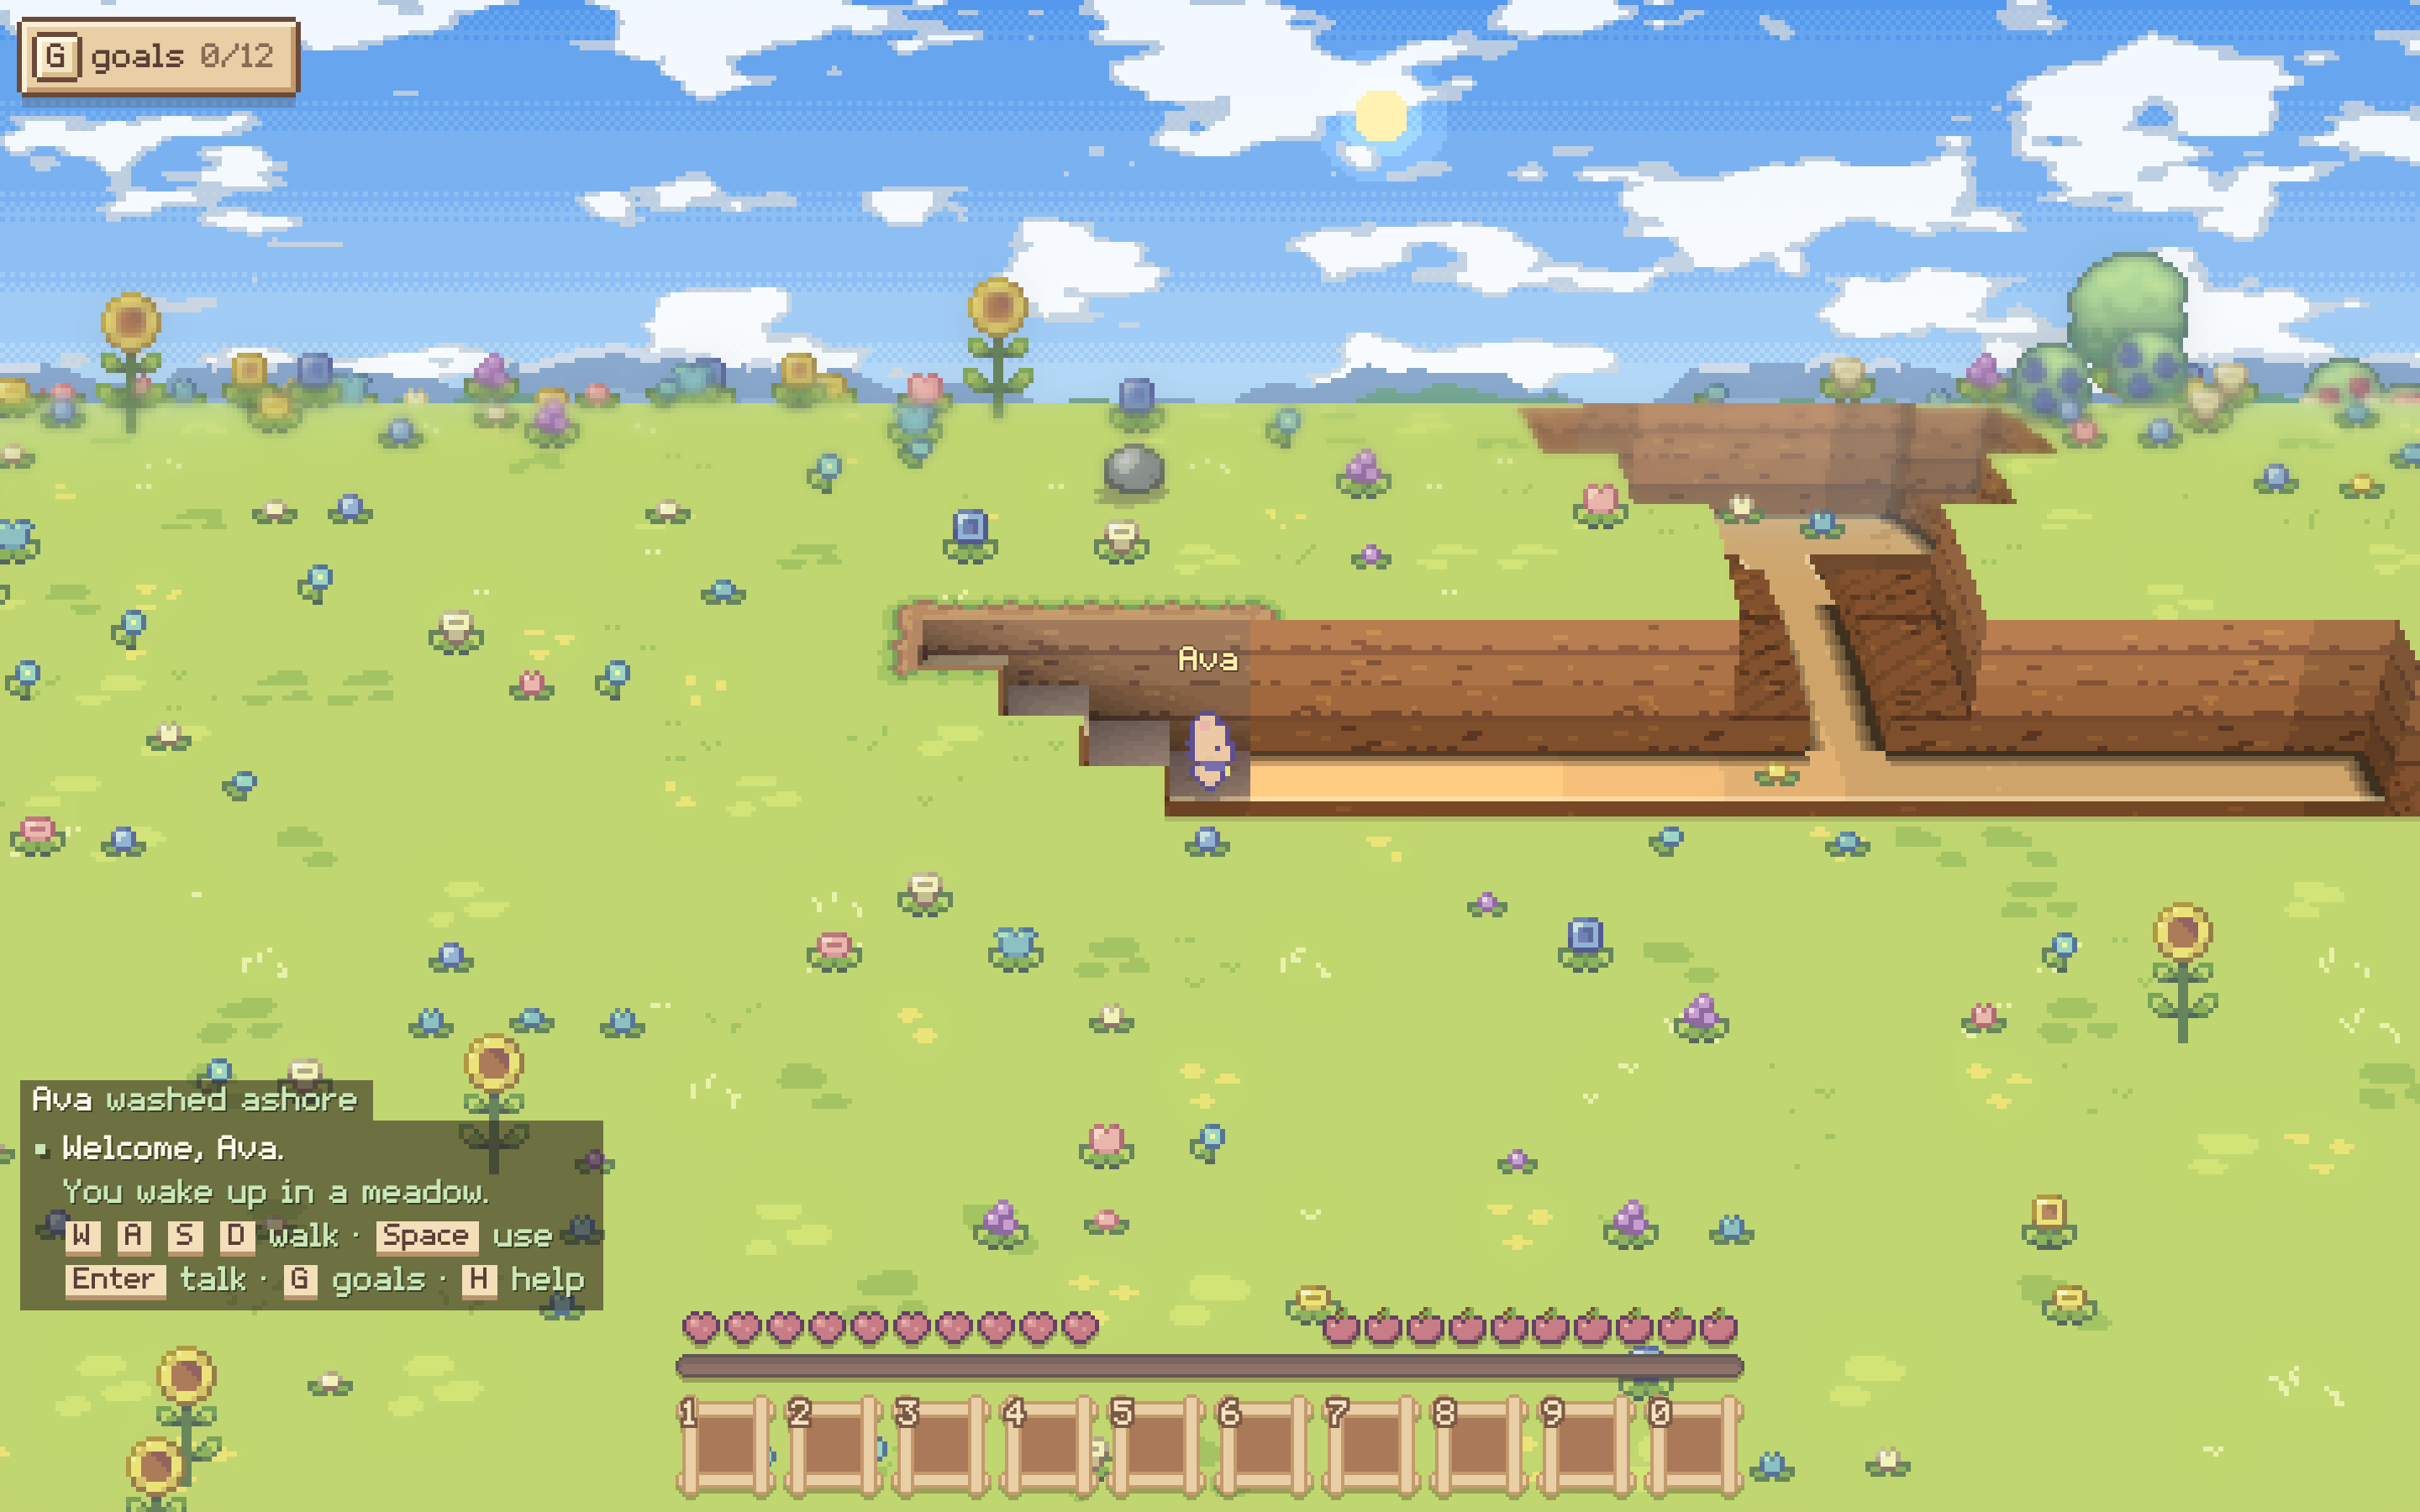 G goals 0/12
Ava
Ava washed ashore
Welcome, Ava.
You wake up in a meadow.
W A S D walk · Space use
Enter talk · G goals · H help
1 2 3 4 5 6 7 8 9 0